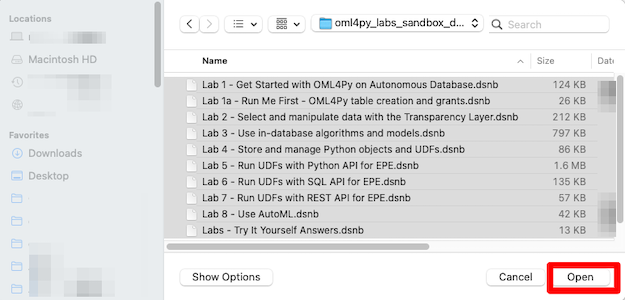 Locations
Macintosh HD
Favorites
Downloads
Desktop
oml4py_labs_sandbox_d...
Search
Name Size Date
Lab 1 - Get Started with OML4Py on Autonomous Database.dsnb 124 KB
Lab 1a - Run Me First - OML4Py table creation and grants.dsnb 26 KB
Lab 2 - Select and manipulate data with the Transparency Layer.dsnb 212 KB
Lab 3 - Use in-database algorithms and models.dsnb 797 KB
Lab 4 - Store and manage Python objects and UDFs.dsnb 86 KB
Lab 5 - Run UDFs with Python API for EPE.dsnb 1.6 MB
Lab 6 - Run UDFs with SQL API for EPE.dsnb 135 KB
Lab 7 - Run UDFs with REST API for EPE.dsnb 57 KB
Lab 8 - Use AutoML.dsnb 42 KB
Labs - Try It Yourself Answers.dsnb 13 KB
Show Options Cancel Open